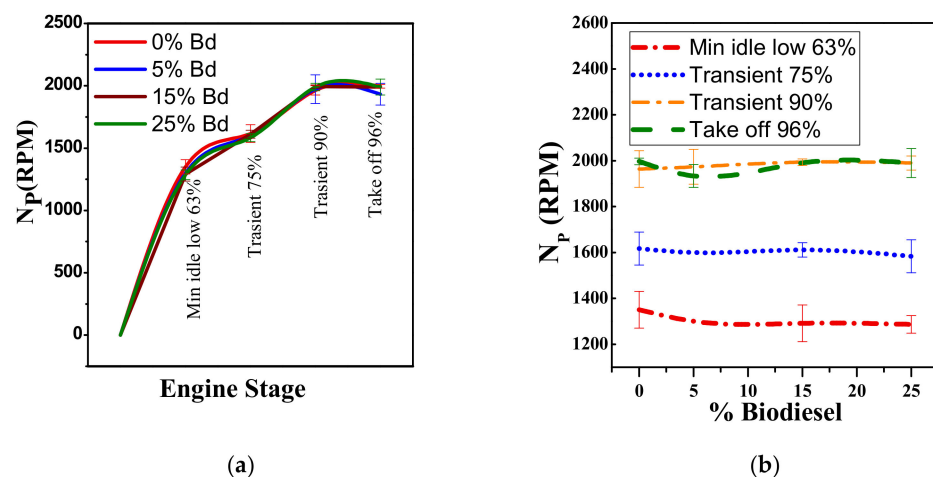 2500
2000
1500
1000
500
0
NP(RPM)
0% Bd
5% Bd
15% Bd
25% Bd
Min idle low 63%
Trasient 75%
Trasient 90%
Take off 96%
Engine Stage
(a)
2600
2400
2200
2000
1800
1600
1400
1200
NP (RPM)
Min idle low 63%
Transient 75%
Transient 90%
Take off 96%
0 5 10 15 20 25
% Biodiesel
(b)